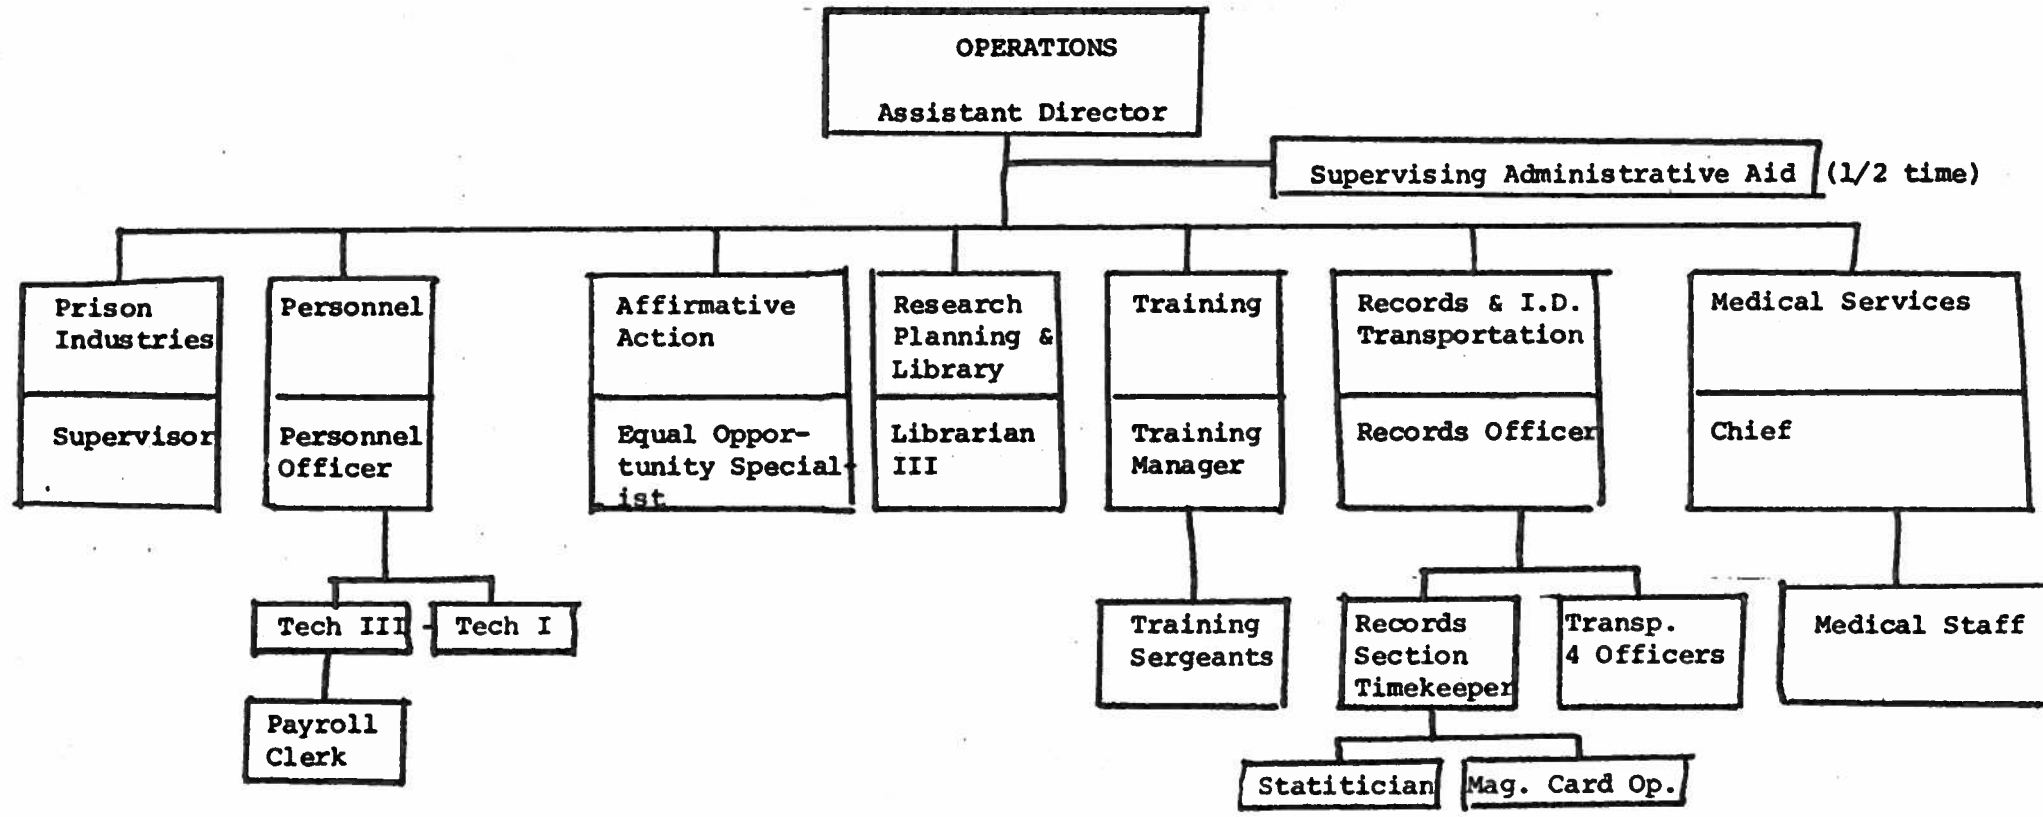 OPERATIONS
Assistant Director
Supervising Administrative Aid (1/2 time)
Prison
Industries
Supervisor
Personnel
Personnel
Officer
Affirmative
Action
Equal Oppor-
tunity Special-
ist
Research
Planning &
Library
Librarian
III
Training
Training
Manager
Records & I.D.
Transportation
Records Officer
Medical Services
Chief
Tech III - Tech I
Payroll
Clerk
Training
Sergeants
Records
Section
Timekeeper
Transp.
4 Officers
Medical Staff
Statitician
Mag. Card Op.